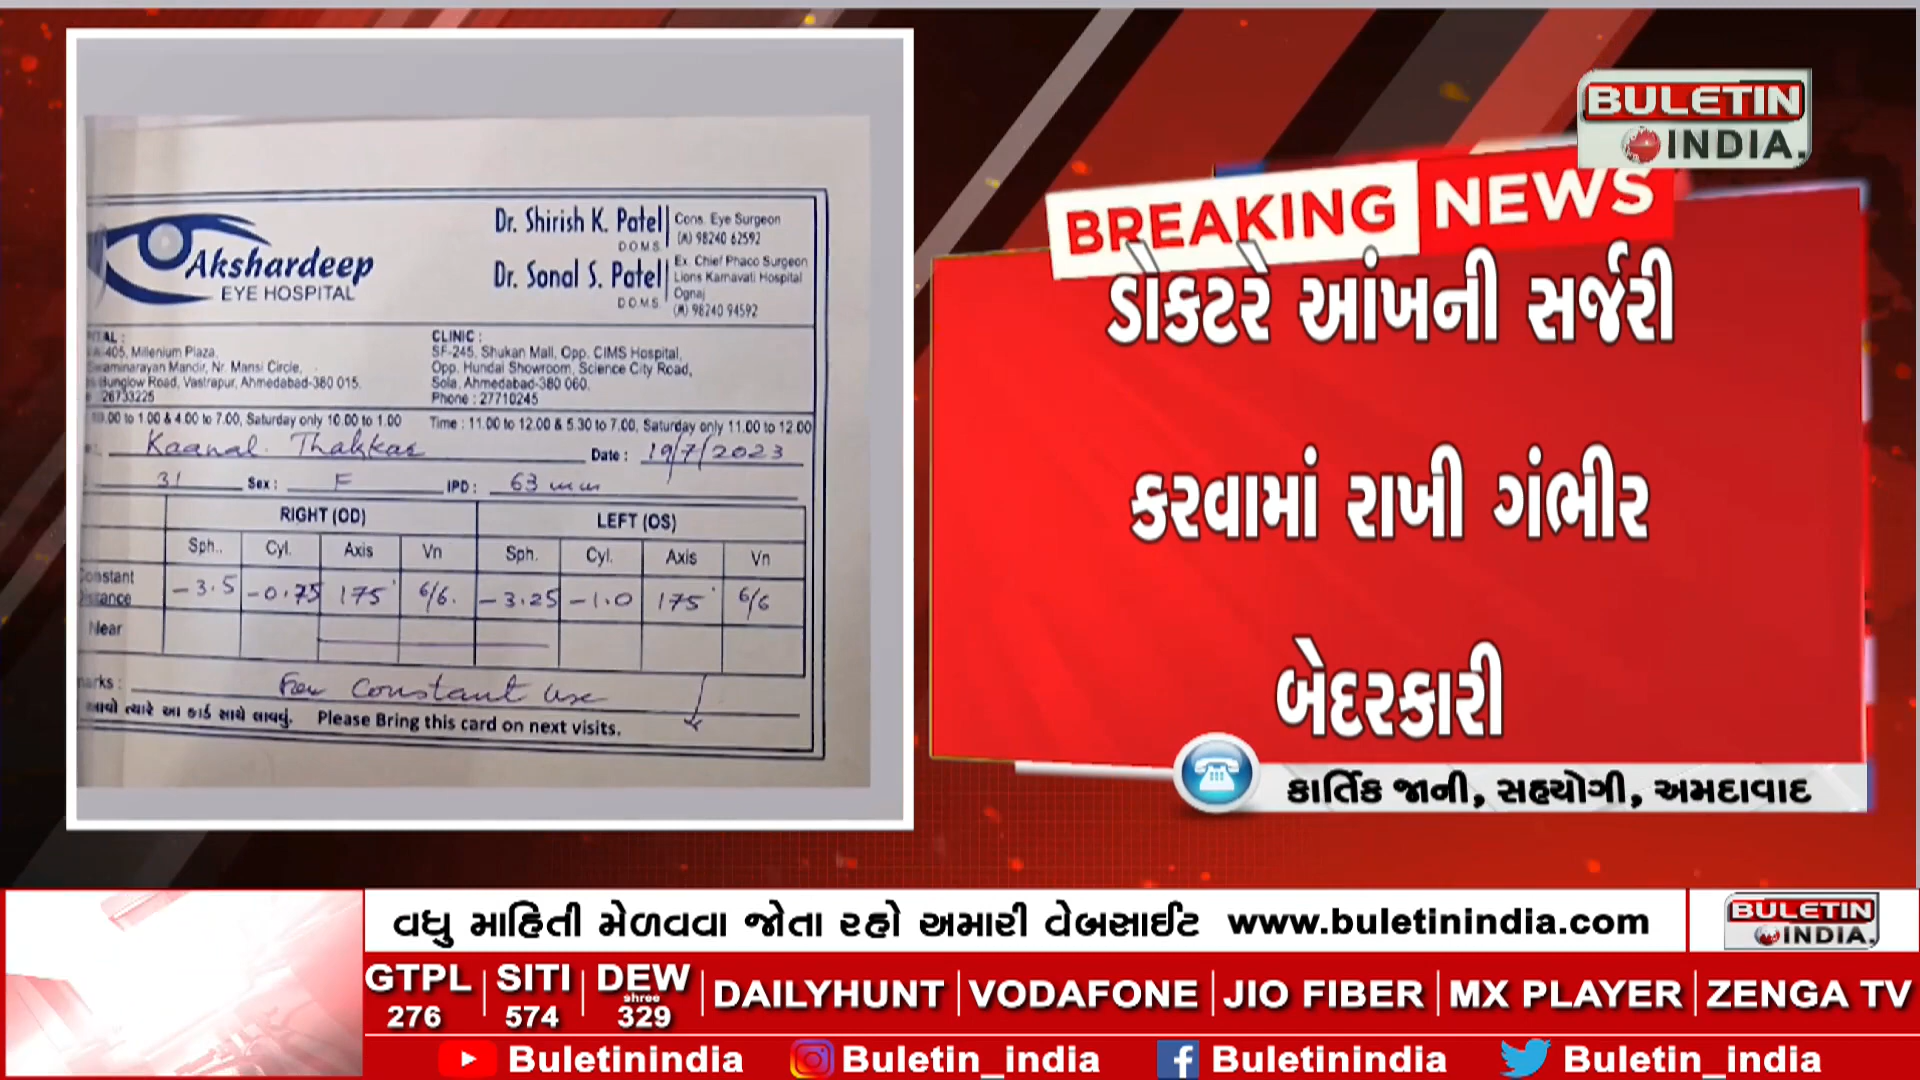 BULETIN
INDIA.
BREAKING NEWS
ડૉકટરે આંખની સર્જરી
કરવામાં રાખી ગંભીર
બેદરકારી
કાર્તિક જાની, સહયોગી, અમદાવાદ
Akshardeep
EYE HOSPITAL
Dr. Shirish K. Patel
D.O.M.S.
Cons. Eye Surgeon
(M) 98240 62592
Dr. Sonal S. Patel
D.O.M.S.
Ex. Chief Phaco Surgeon
Lions Karnavati Hospital
Ognaj
(M) 98240 94592
405, Millenium Plaza,
Mandir, Nr. Mansi Circle,
Bunglow Road, Vastrapur, Ahmedabad-380 015.
26733225
CLINIC :
SF-245, Shukan Mall, Opp. CIMS Hospital,
Opp. Hundai Showroom, Science City Road,
Sola, Ahmedabad-380 060.
Phone : 27710245
to 1.00 & 4.00 to 7.00, Saturday only 10.00 to 1.00
Time : 11.00 to 12.00 & 5.30 to 7.00, Saturday only 11.00 to 12.00
Kaanal. Thakkar Date : 19/7/2023
31 Sex : F IPD : 63 mm
RIGHT (OD) LEFT (OS)
Sph.. Cyl. Axis Vn Sph. Cyl. Axis Vn
Constant
Distance
-3.5 -0.75 175° 6/6. -3.25 -1.0 175° 6/6
Near
For constant use
આવો ત્યારે આ કાર્ડ સાથે લાવવું. Please Bring this card on next visits.
વધુ માહિતી મેળવવા જોતા રહો અમારી વેબસાઈટ www.buletinindia.com
BULETIN
INDIA.
GTPL 276 | SITI 574 | DEW shree 329 | DAILYHUNT | VODAFONE | JIO FIBER | MX PLAYER | ZENGA TV
Buletinindia Buletin_india Buletinindia Buletin_india